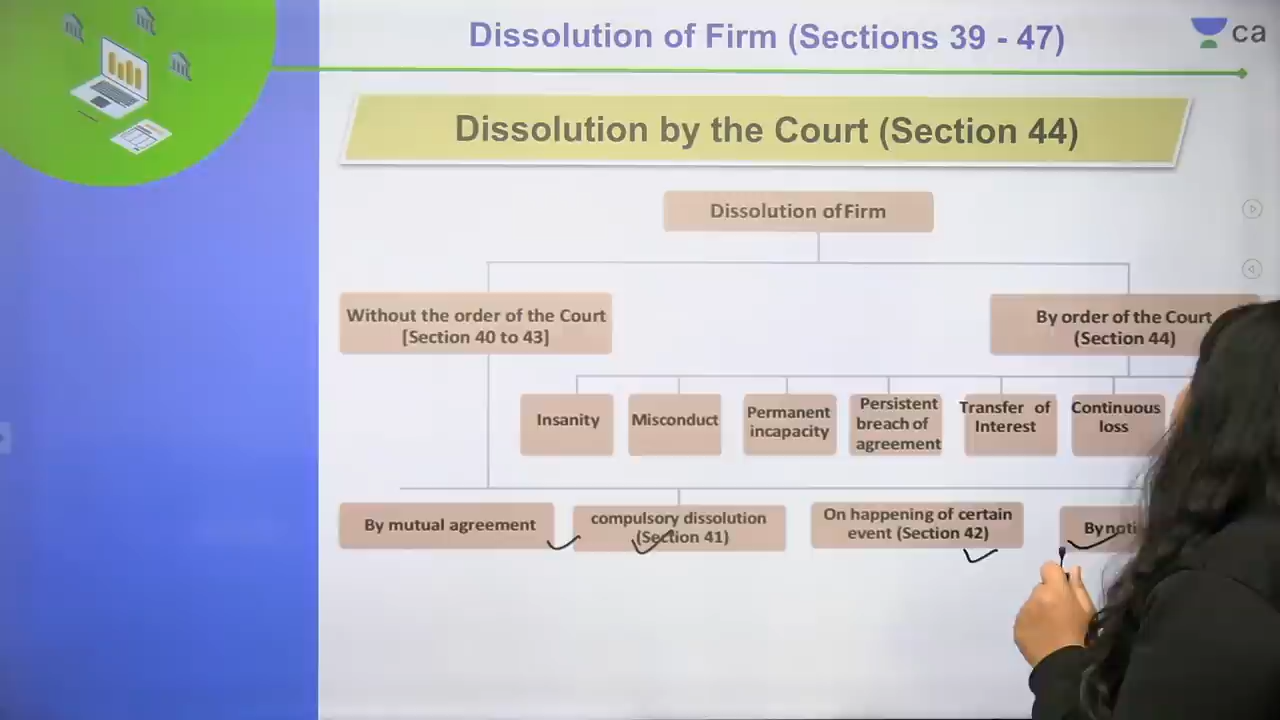 Dissolution of Firm (Sections 39 - 47)
ca
Dissolution by the Court (Section 44)
Dissolution of Firm
Without the order of the Court
[Section 40 to 43]
By order of the Court
(Section 44)
Insanity
Misconduct
Permanent
incapacity
Persistent
breach of
agreement
Transfer of
Interest
Continuous
loss
By mutual agreement
compulsory dissolution
(Section 41)
On happening of certain
event (Section 42)
By